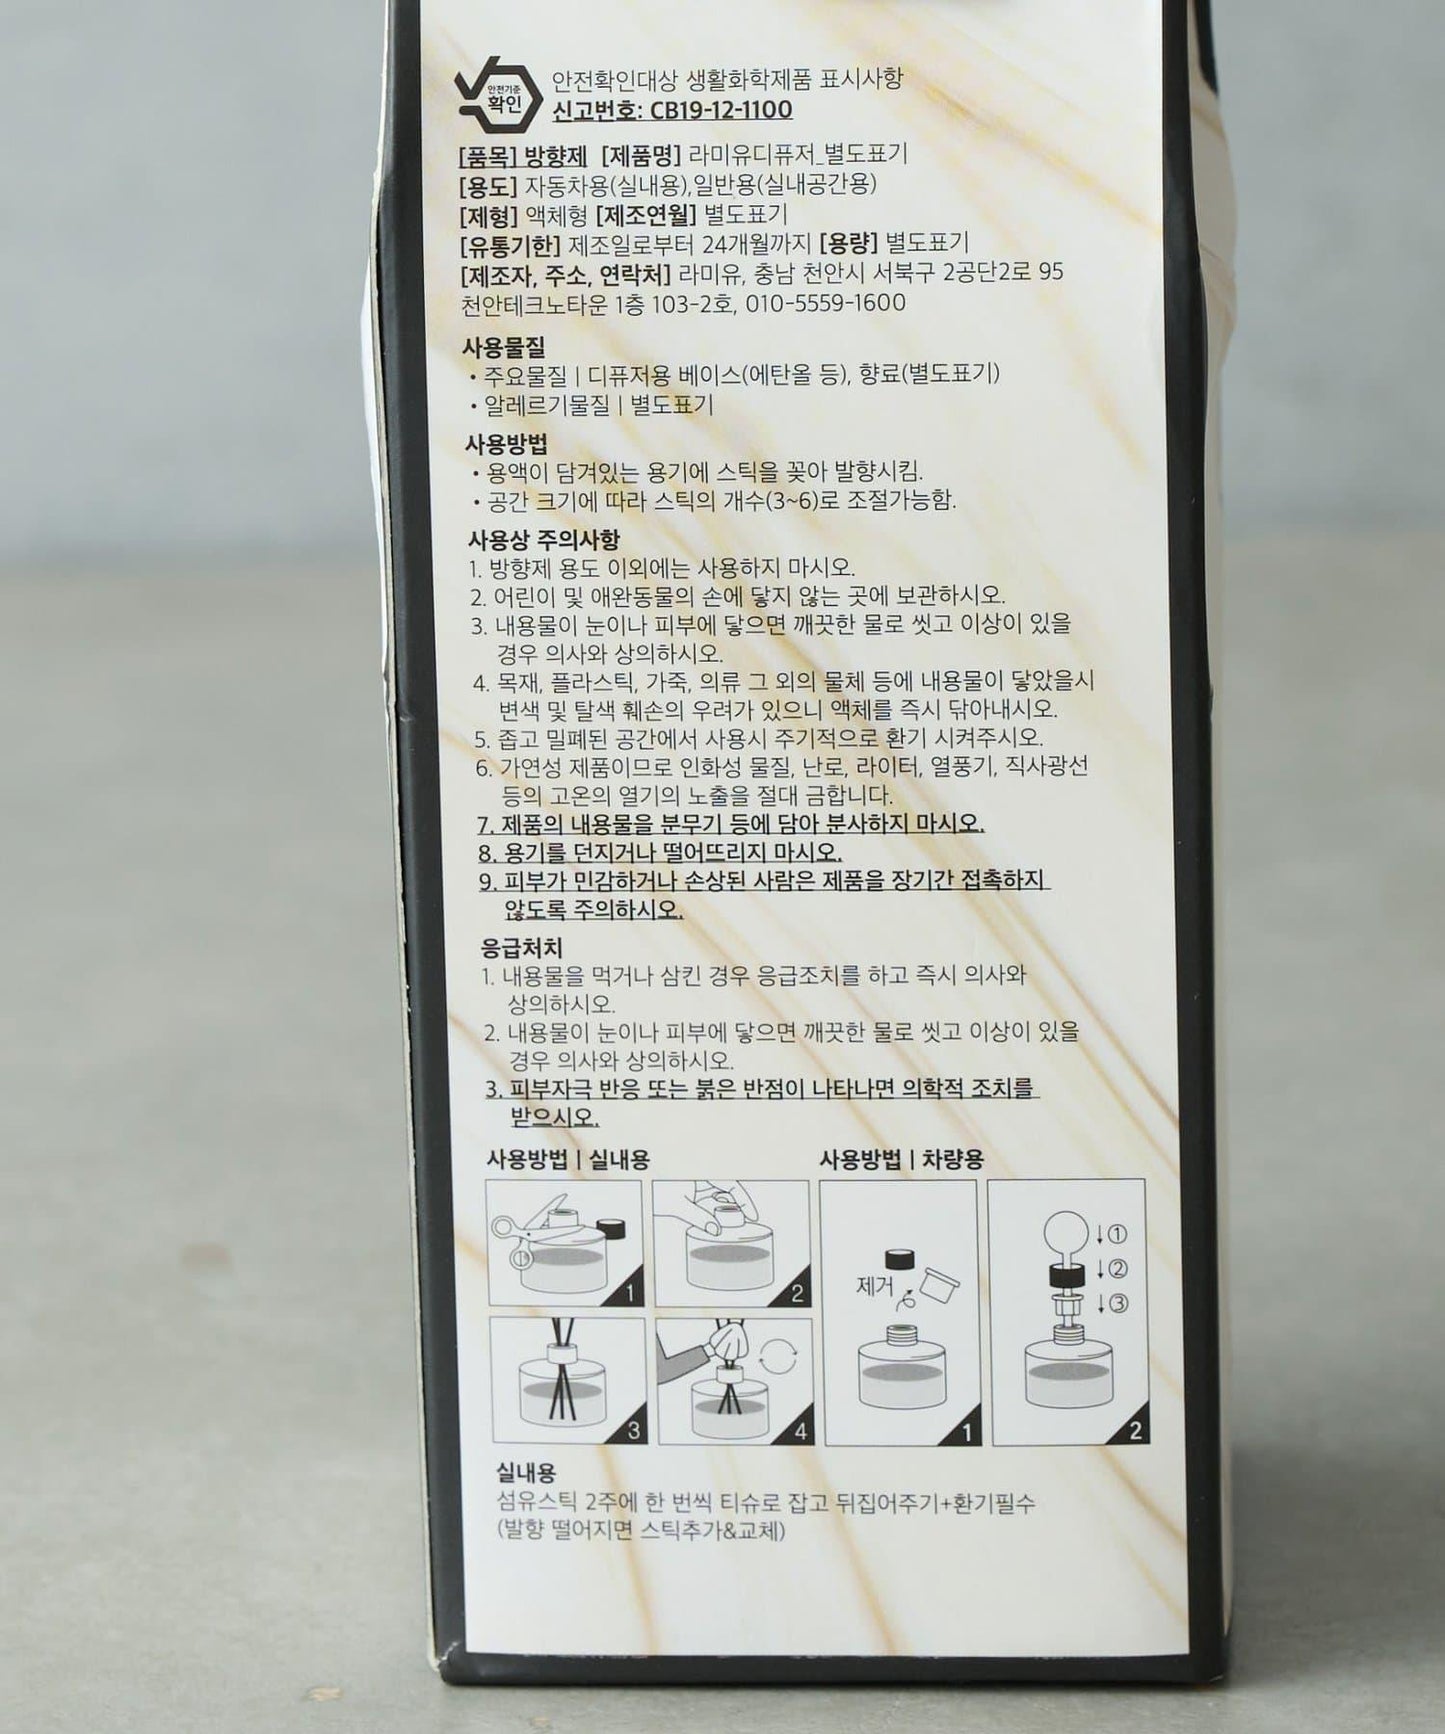 안전기준
확인
안전확인대상 생활화학제품 표시사항
신고번호: CB19-12-1100
[품목] 방향제 [제품명] 라미유디퓨저_별도표기
[용도] 자동차용(실내용),일반용(실내공간용)
[제형] 액체형 [제조연월] 별도표기
[유통기한] 제조일로부터 24개월까지 [용량] 별도표기
[제조자, 주소, 연락처] 라미유, 충남 천안시 서북구 2공단2로 95
천안테크노타운 1층 103-2호, 010-5559-1600
사용물질
• 주요물질 | 디퓨저용 베이스(에탄올 등), 향료(별도표기)
• 알레르기물질 | 별도표기
사용방법
• 용액이 담겨있는 용기에 스틱을 꽂아 발향시킴.
• 공간 크기에 따라 스틱의 개수(3~6)로 조절가능함.
사용상 주의사항
1. 방향제 용도 이외에는 사용하지 마시오.
2. 어린이 및 애완동물의 손에 닿지 않는 곳에 보관하시오.
3. 내용물이 눈이나 피부에 닿으면 깨끗한 물로 씻고 이상이 있을
경우 의사와 상의하시오.
4. 목재, 플라스틱, 가죽, 의류 그 외의 물체 등에 내용물이 닿았을시
변색 및 탈색 훼손의 우려가 있으니 액체를 즉시 닦아내시오.
5. 좁고 밀폐된 공간에서 사용시 주기적으로 환기 시켜주시오.
6. 가연성 제품이므로 인화성 물질, 난로, 라이터, 열풍기, 직사광선
등의 고온의 열기의 노출을 절대 금합니다.
7. 제품의 내용물을 분무기 등에 담아 분사하지 마시오.
8. 용기를 던지거나 떨어뜨리지 마시오.
9. 피부가 민감하거나 손상된 사람은 제품을 장기간 접촉하지
않도록 주의하시오.
응급처치
1. 내용물을 먹거나 삼킨 경우 응급조치를 하고 즉시 의사와
상의하시오.
2. 내용물이 눈이나 피부에 닿으면 깨끗한 물로 씻고 이상이 있을
경우 의사와 상의하시오.
3. 피부자극 반응 또는 붉은 반점이 나타나면 의학적 조치를
받으시오.
사용방법 | 실내용
1
2
3
4
사용방법 | 차량용
제거
1
↓①
↓②
↓③
2
실내용
섬유스틱 2주에 한 번씩 티슈로 잡고 뒤집어주기+환기필수
(발향 떨어지면 스틱추가&교체)